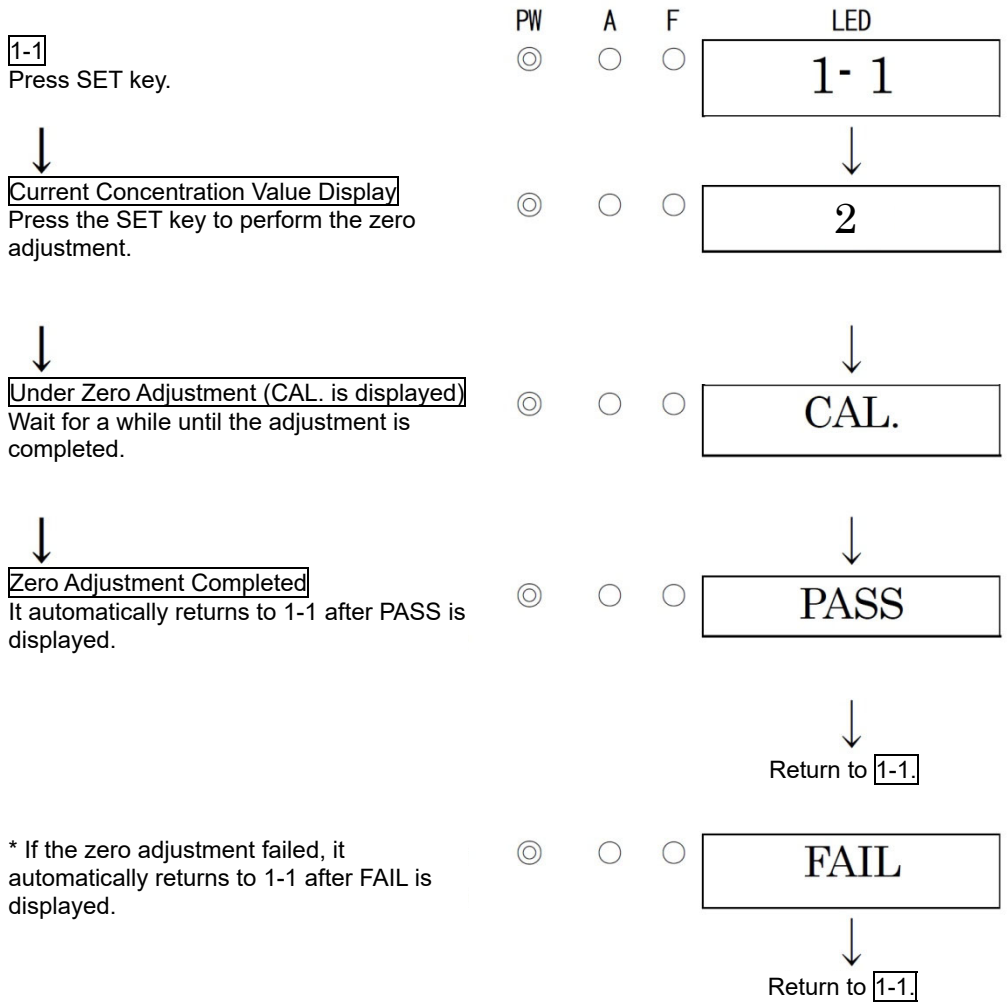 PW A F LED
1-1
Press SET key.
1- 1
Current Concentration Value Display
Press the SET key to perform the zero
adjustment.
2
Under Zero Adjustment (CAL. is displayed)
Wait for a while until the adjustment is
completed.
CAL.
Zero Adjustment Completed
It automatically returns to 1-1 after PASS is
displayed.
PASS
Return to 1-1.
* If the zero adjustment failed, it
automatically returns to 1-1 after FAIL is
displayed.
FAIL
Return to 1-1.